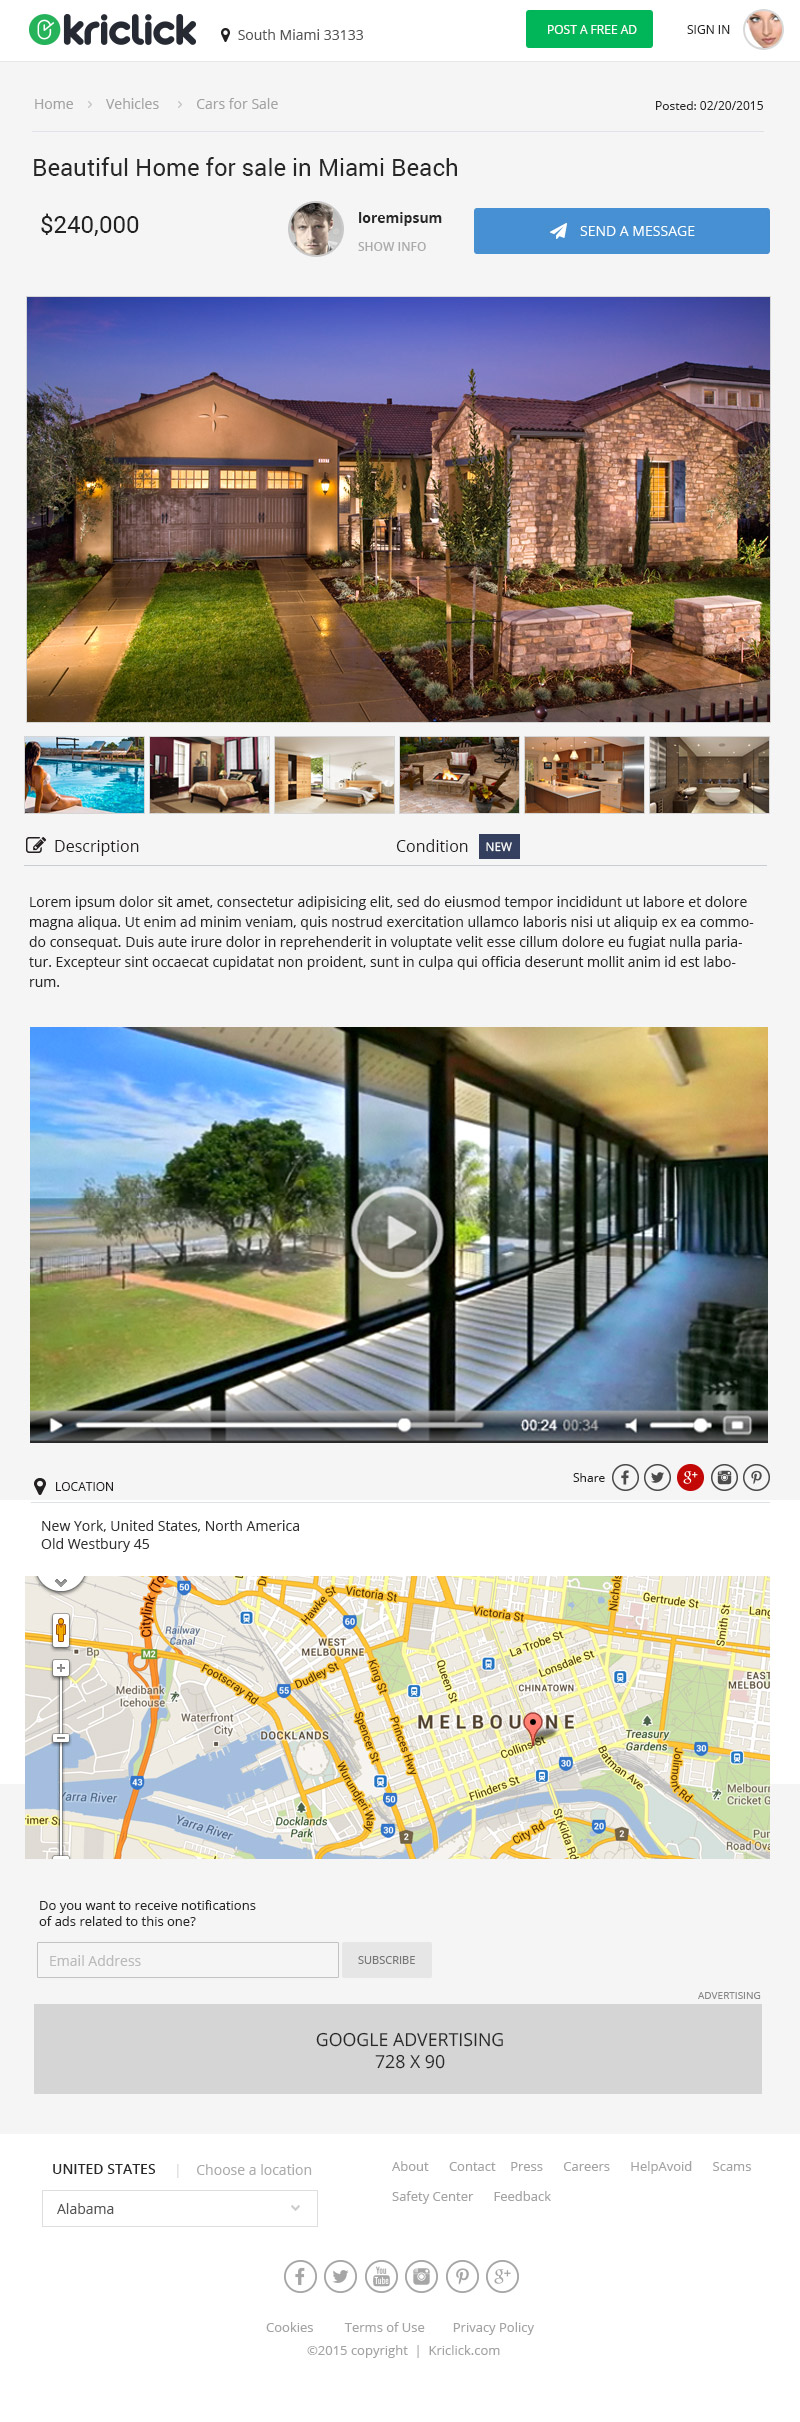 kriclick
South Miami 33133
POST A FREE AD
SIGN IN
Home > Vehicles > Cars for Sale
Posted: 02/20/2015
Beautiful Home for sale in Miami Beach
$240,000
loremipsum
SHOW INFO
SEND A MESSAGE
Description
Condition NEW
Lorem ipsum dolor sit amet, consectetur adipisicing elit, sed do eiusmod tempor incididunt ut labore et dolore
magna aliqua. Ut enim ad minim veniam, quis nostrud exercitation ullamco laboris nisi ut aliquip ex ea commo-
do consequat. Duis aute irure dolor in reprehenderit in voluptate velit esse cillum dolore eu fugiat nulla paria-
tur. Excepteur sint occaecat cupidatat non proident, sunt in culpa qui officia deserunt mollit anim id est labo-
rum.
00:24 00:34
LOCATION
Share
New York, United States, North America
Old Westbury 45
Citylink (To
50
Hawke St
Victoria St
60
Victoria St
Nichols
Gertrude St
Lang
Smith St
Railway
Canal
WEST
MELBOURNE
La Trobe St
Lonsdale St
Bp
M2
Footscray Rd
Dudley St
King St
Queen St
CHINATOWN
EAST
MELBOU
Medibank
Icehouse
55
Waterfront
City
DOCKLANDS
Spencer St
Princes Hwy
MELBOURNE
Collins St
Treasury
Gardens
30
Batman Ave
Jolimont Rd
43
Wurundjeri Way
50
Flinders St
30
Melbourn
Cricket G
Yarra River
rimer St
Yarra River
Docklands
Park
30
2
City Rd
St Kilda Rd
20
2
Pun
Road Ova
Do you want to receive notifications
of ads related to this one?
Email Address
SUBSCRIBE
ADVERTISING
GOOGLE ADVERTISING
728 X 90
UNITED STATES | Choose a location
Alabama
About Contact Press Careers HelpAvoid Scams
Safety Center Feedback
You Tube
Cookies Terms of Use Privacy Policy
©2015 copyright | Kriclick.com